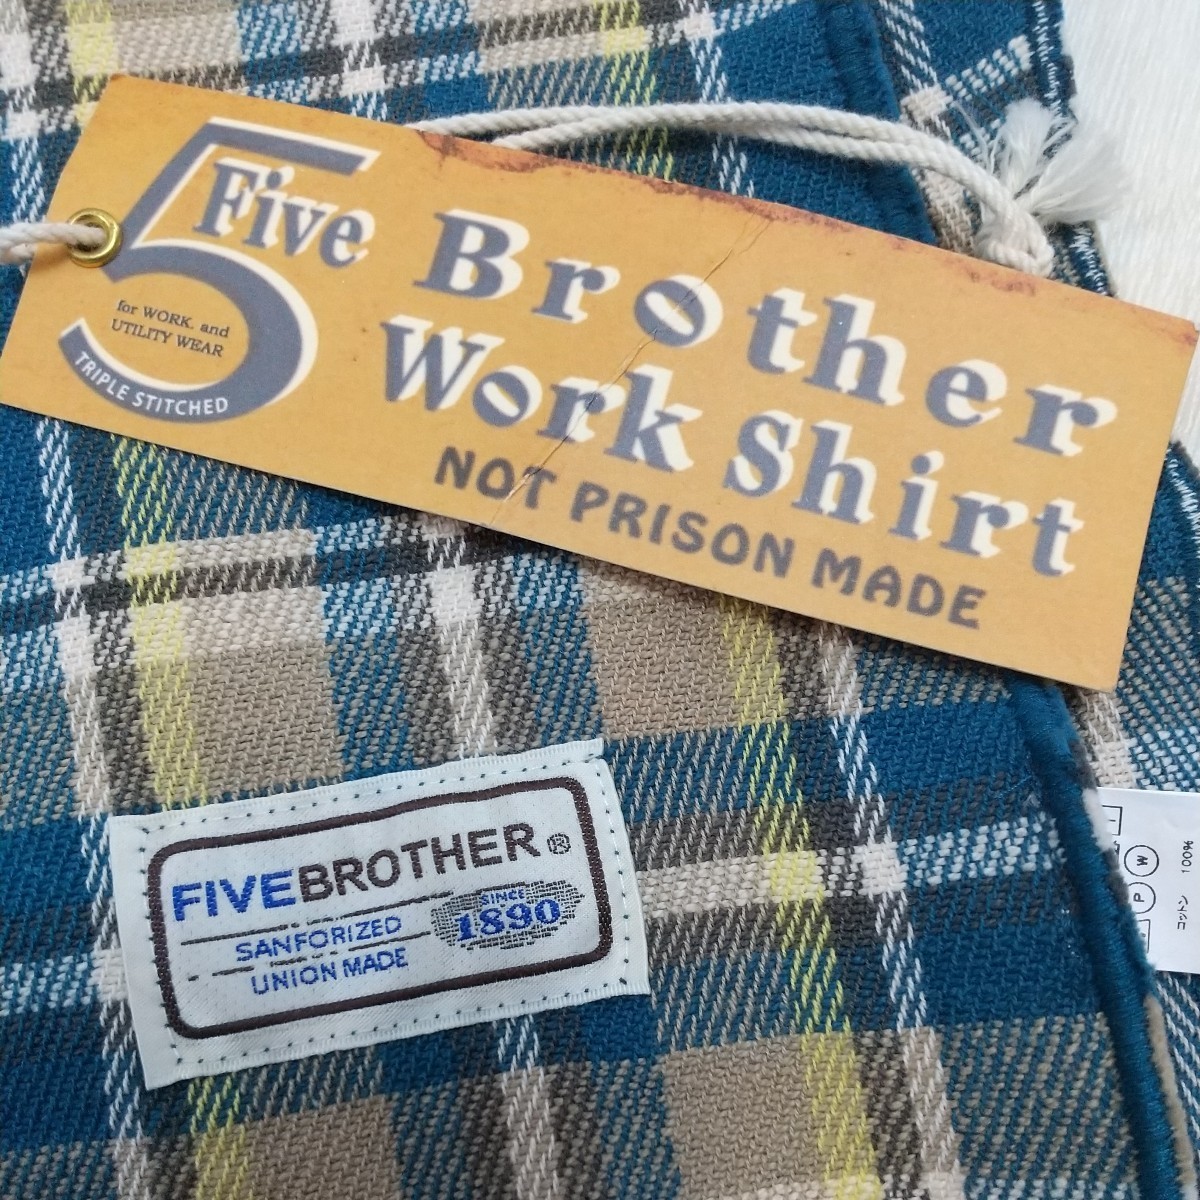 5
Five
for WORK. and
UTILITY WEAR
TRIPLE STITCHED
Brother
Work Shirt
NOT PRISON MADE
FIVEBROTHER®
SANFORIZED
UNION MADE
SINCE
1890
W
P
コットン 100%